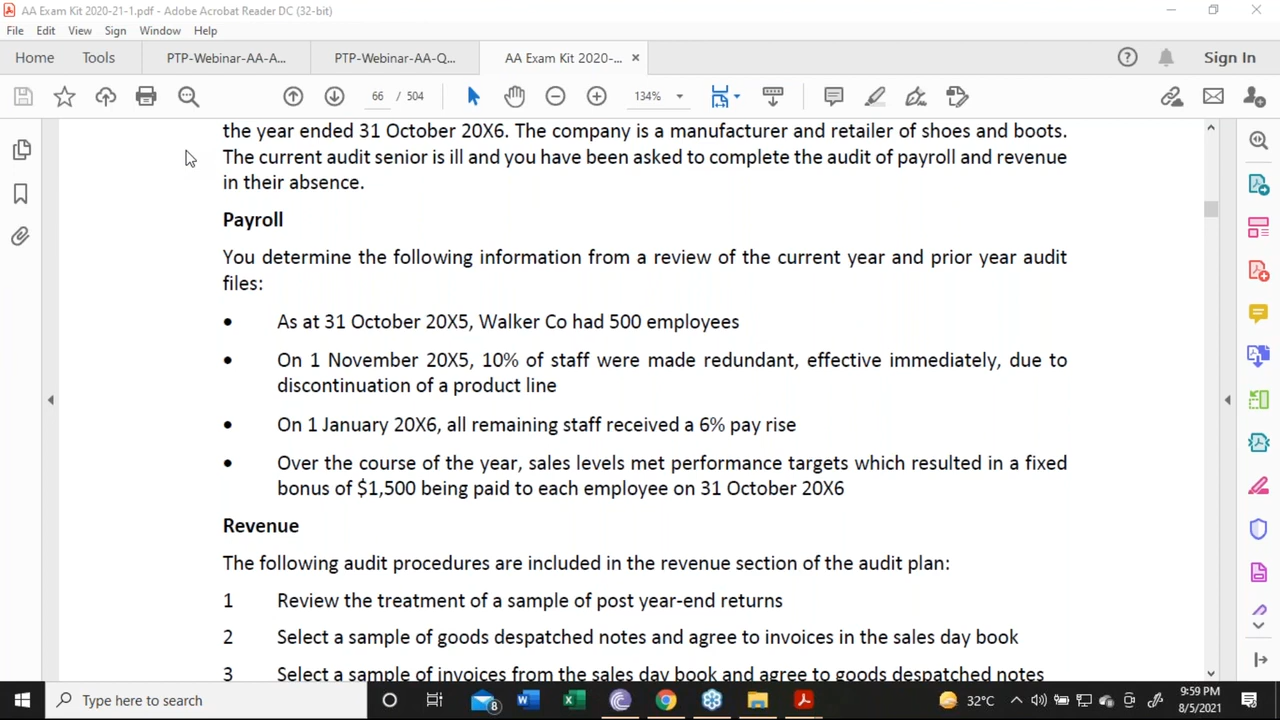 AA Exam Kit 2020-21-1.pdf - Adobe Acrobat Reader DC (32-bit)
File Edit View Sign Window Help
Home Tools PTP-Webinar-AA-A... PTP-Webinar-AA-Q... AA Exam Kit 2020-... × Sign In
66 / 504 134%
the year ended 31 October 20X6. The company is a manufacturer and retailer of shoes and boots.
The current audit senior is ill and you have been asked to complete the audit of payroll and revenue
in their absence.
Payroll
You determine the following information from a review of the current year and prior year audit
files:
• As at 31 October 20X5, Walker Co had 500 employees
• On 1 November 20X5, 10% of staff were made redundant, effective immediately, due to
discontinuation of a product line
• On 1 January 20X6, all remaining staff received a 6% pay rise
• Over the course of the year, sales levels met performance targets which resulted in a fixed
bonus of $1,500 being paid to each employee on 31 October 20X6
Revenue
The following audit procedures are included in the revenue section of the audit plan:
1 Review the treatment of a sample of post year-end returns
2 Select a sample of goods despatched notes and agree to invoices in the sales day book
3 Select a sample of invoices from the sales day book and agree to goods despatched notes
Type here to search 8 32°C 9:59 PM
8/5/2021